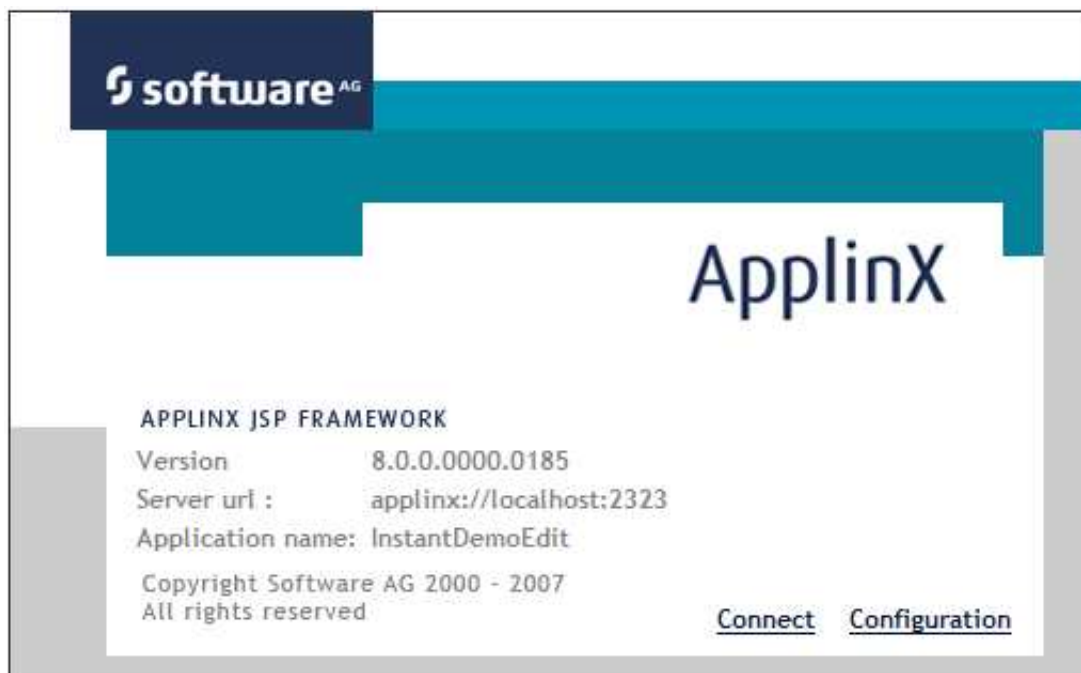 software AG
ApplinX
APPLINX JSP FRAMEWORK
Version 8.0.0.0000.0185
Server url : applinx://localhost:2323
Application name: InstantDemoEdit
Copyright Software AG 2000 - 2007
All rights reserved
Connect Configuration